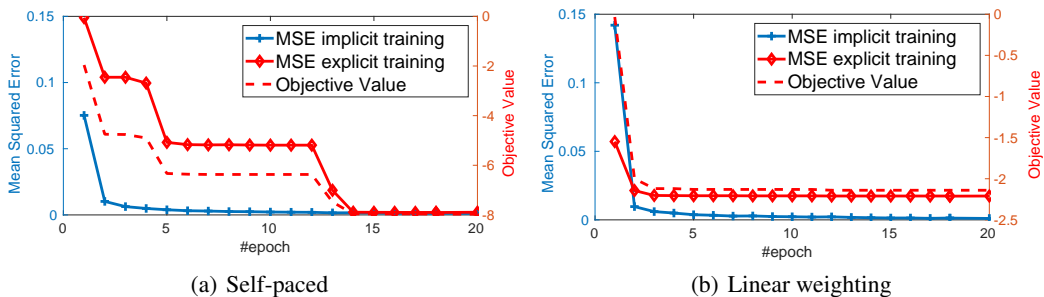 0.15
0.1
0.05
0
Mean Squared Error
0
5
10
15
20
#epoch
0
-2
-4
-6
-8
Objective Value
MSE implicit training
MSE explicit training
Objective Value
(a) Self-paced
0.15
0.1
0.05
0
Mean Squared Error
0
5
10
15
20
#epoch
0
-0.5
-1
-1.5
-2
-2.5
Objective Value
MSE implicit training
MSE explicit training
Objective Value
(b) Linear weighting